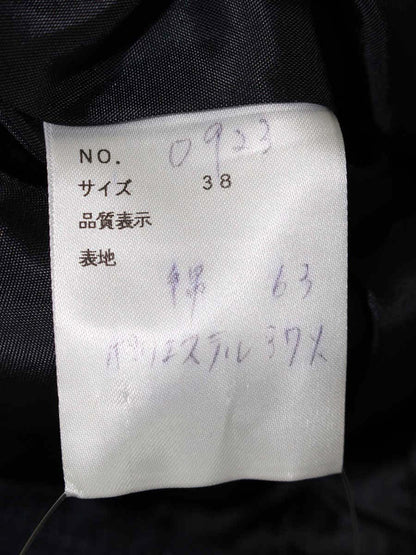 NO. 0923
サイズ 38
品質表示
表地
綿 63
ポリエステル 37%